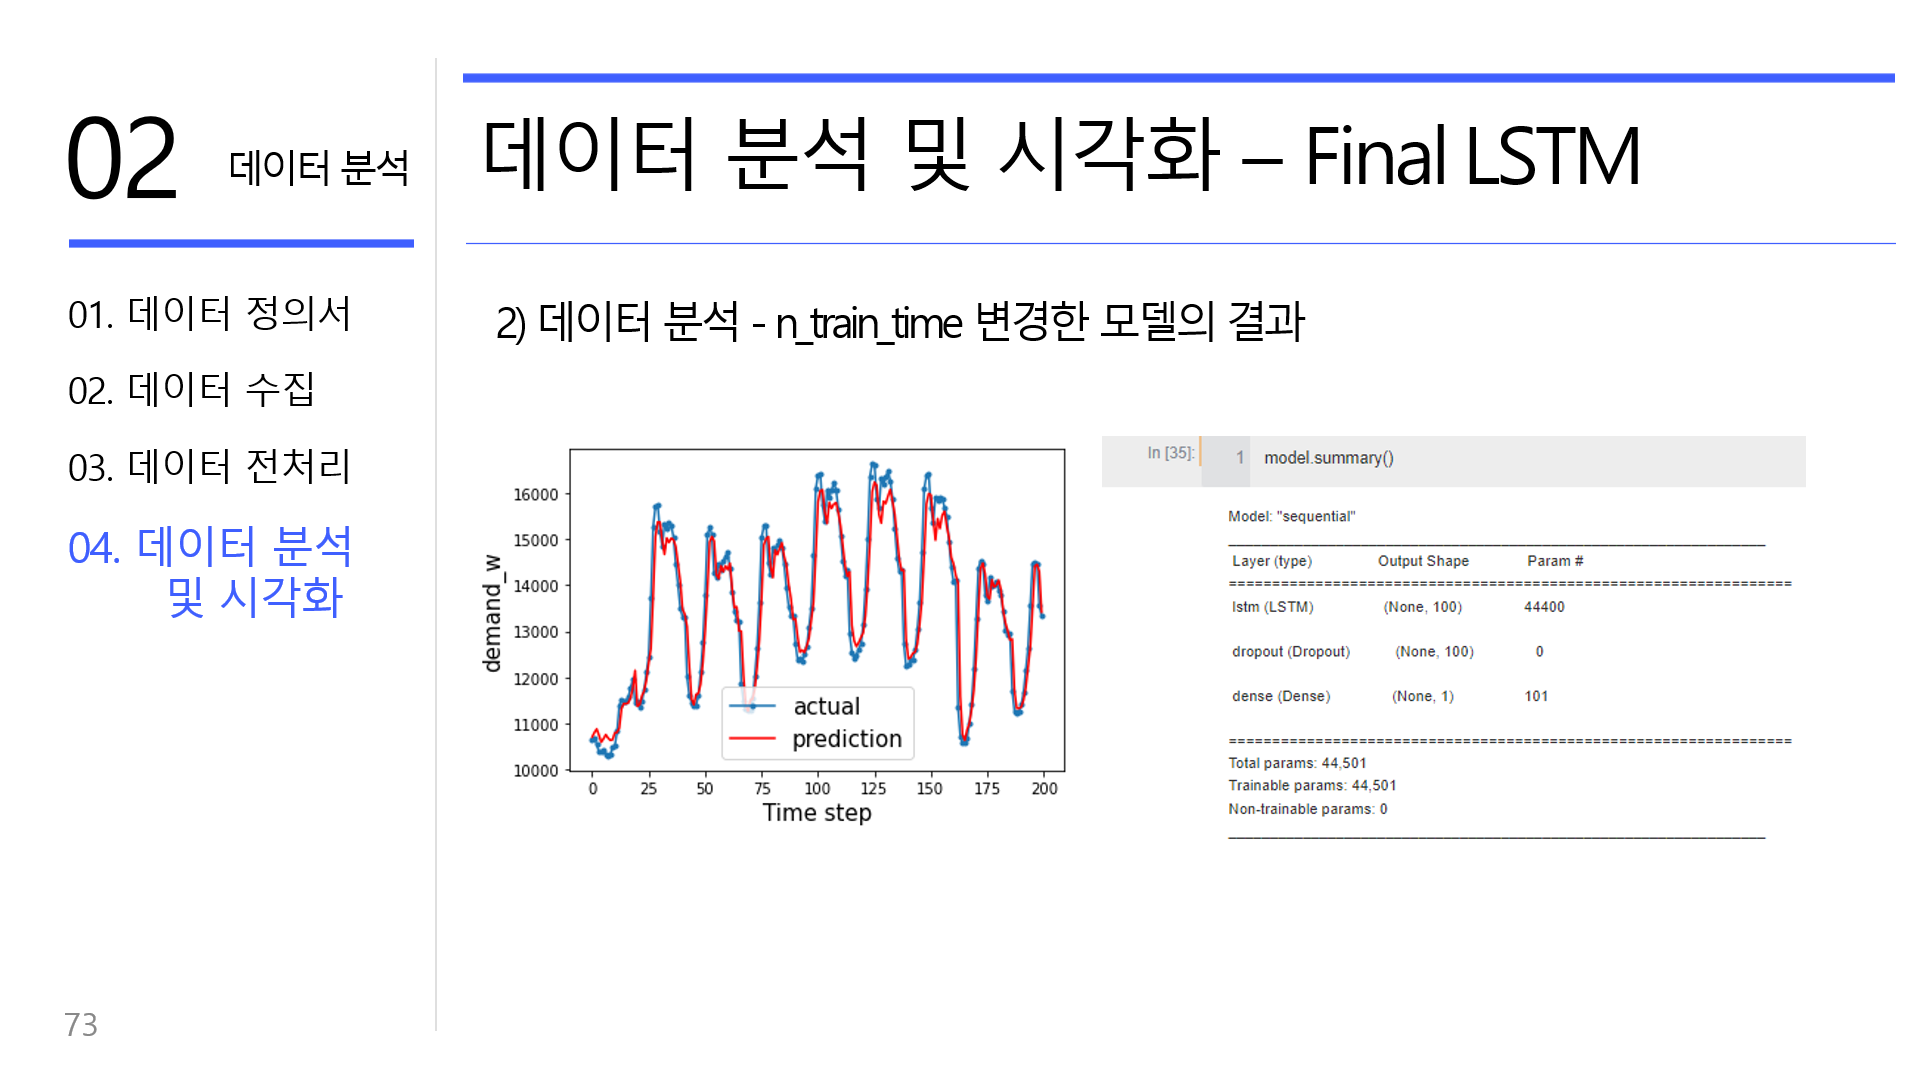 02 데이터 분석
01. 데이터 정의서
02. 데이터 수집
03. 데이터 전처리
04. 데이터 분석
및 시각화
73
데이터 분석 및 시각화 – Final LSTM
2) 데이터 분석 - n_train_time 변경한 모델의 결과
demand_w
16000
15000
14000
13000
12000
11000
10000
actual
prediction
0 25 50 75 100 125 150 175 200
Time step
In [35]: 1 model.summary()
Model: "sequential"
Layer (type) Output Shape Param #
=================================================================
lstm (LSTM) (None, 100) 44400
dropout (Dropout) (None, 100) 0
dense (Dense) (None, 1) 101
=================================================================
Total params: 44,501
Trainable params: 44,501
Non-trainable params: 0